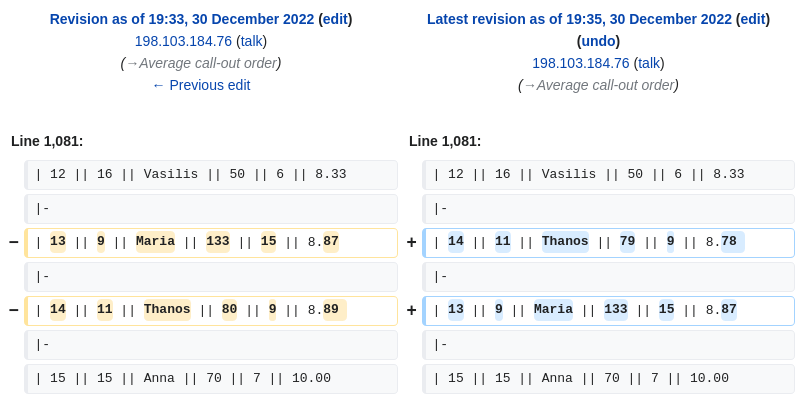 Revision as of 19:33, 30 December 2022 (edit)
198.103.184.76 (talk)
(→Average call-out order)
← Previous edit
Latest revision as of 19:35, 30 December 2022 (edit)
(undo)
198.103.184.76 (talk)
(→Average call-out order)
Line 1,081:
Line 1,081:
| 12 || 16 || Vasilis || 50 || 6 || 8.33
| 12 || 16 || Vasilis || 50 || 6 || 8.33
|-
|-
− | 13 || 9 || Maria || 133 || 15 || 8.87
+ | 14 || 11 || Thanos || 79 || 9 || 8.78
|-
|-
− | 14 || 11 || Thanos || 80 || 9 || 8.89
+ | 13 || 9 || Maria || 133 || 15 || 8.87
|-
|-
| 15 || 15 || Anna || 70 || 7 || 10.00
| 15 || 15 || Anna || 70 || 7 || 10.00